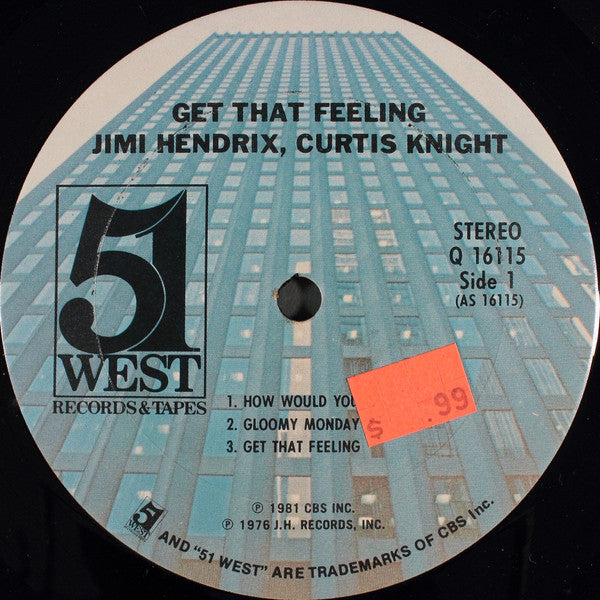 GET THAT FEELING
JIMI HENDRIX, CURTIS KNIGHT
51
WEST
RECORDS & TAPES
STEREO
Q 16115
Side 1
(AS 16115)
1. HOW WOULD YOU
2. GLOOMY MONDAY
3. GET THAT FEELING
$ .99
℗ 1981 CBS INC.
℗ 1976 J.H. RECORDS, INC.
51
WEST
AND "51 WEST" ARE TRADEMARKS OF CBS Inc.